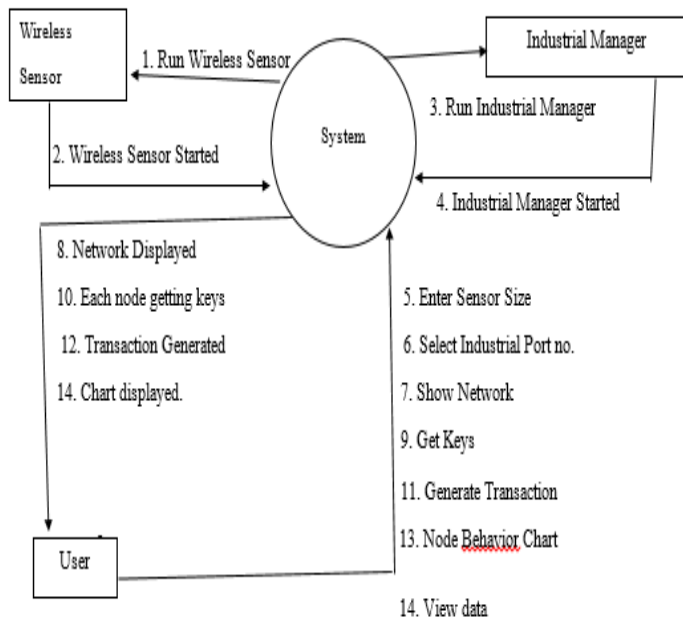 Wireless
Sensor
1. Run Wireless Sensor
2. Wireless Sensor Started
System
Industrial Manager
3. Run Industrial Manager
4. Industrial Manager Started
8. Network Displayed
10. Each node getting keys
12. Transaction Generated
14. Chart displayed.
5. Enter Sensor Size
6. Select Industrial Port no.
7. Show Network
9. Get Keys
11. Generate Transaction
13. Node Behavior Chart
14. View data
User